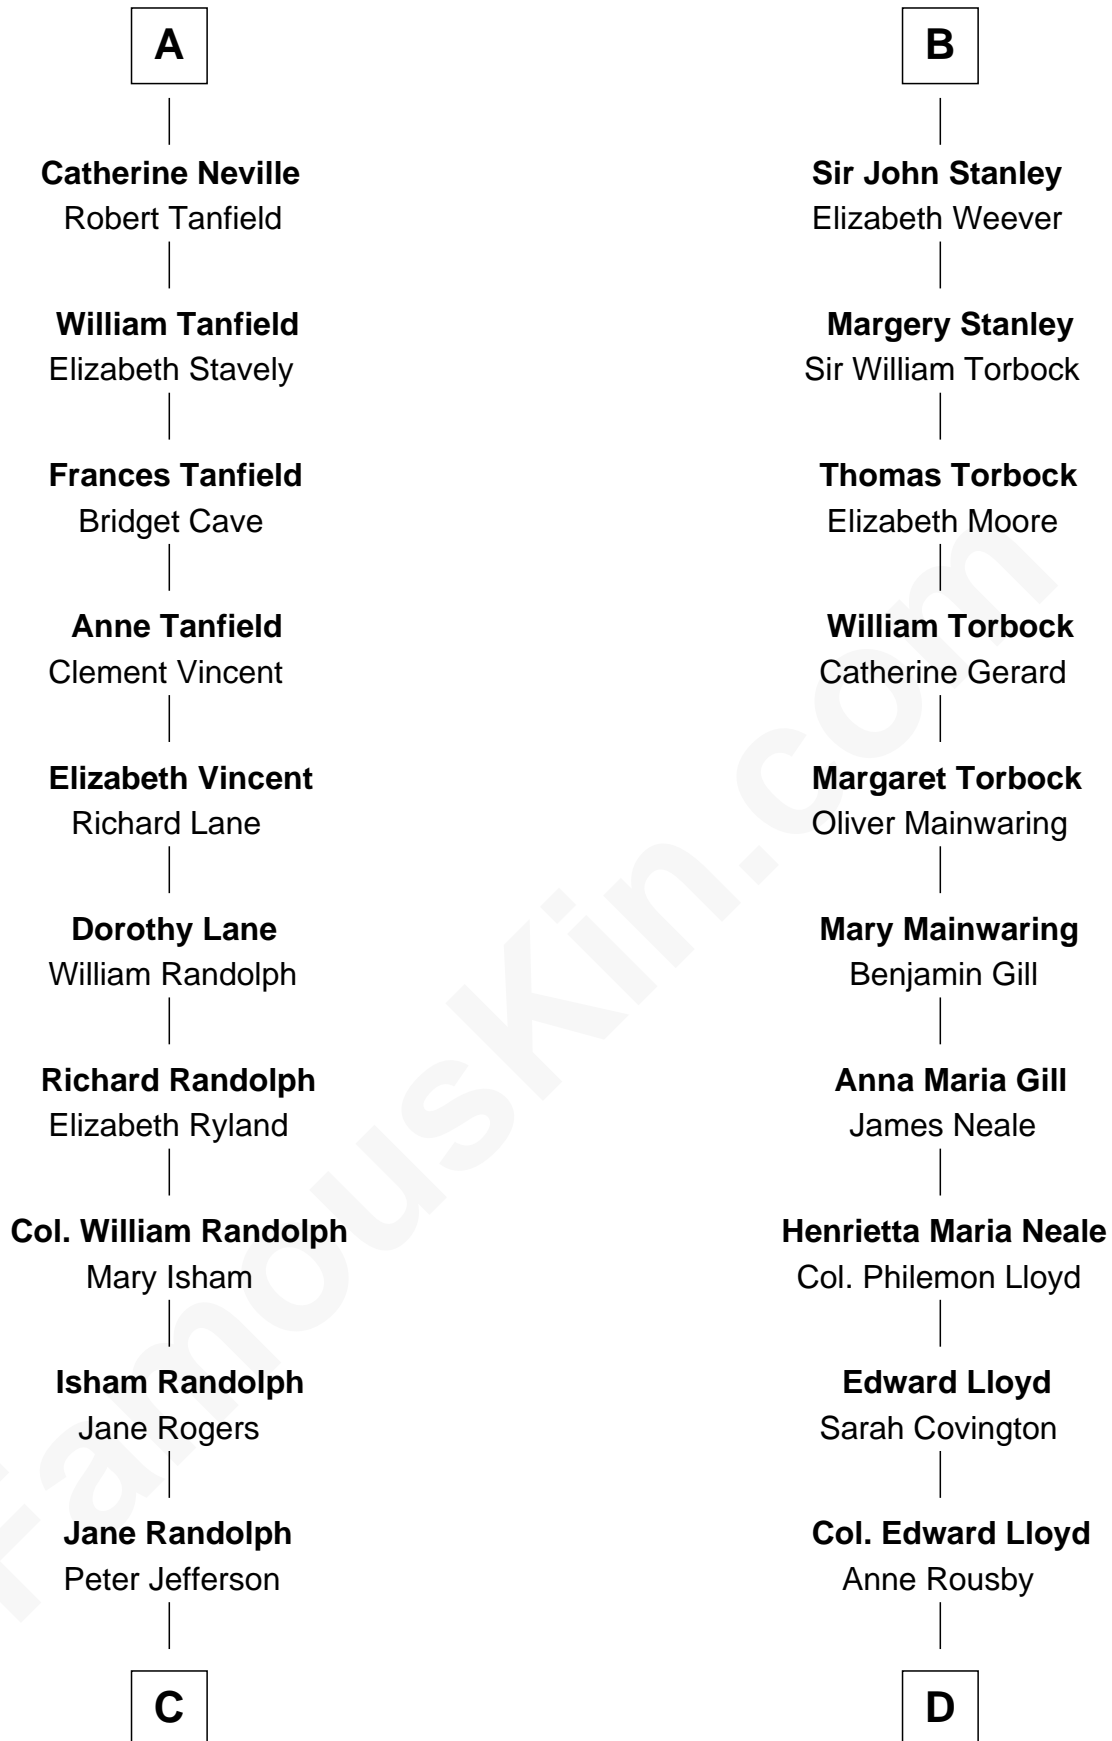 A
Catherine Neville
Robert Tanfield
William Tanfield
Elizabeth Stavely
Frances Tanfield
Bridget Cave
Anne Tanfield
Clement Vincent
Elizabeth Vincent
Richard Lane
Dorothy Lane
William Randolph
Richard Randolph
Elizabeth Ryland
Col. William Randolph
Mary Isham
Isham Randolph
Jane Rogers
Jane Randolph
Peter Jefferson
C
B
Sir John Stanley
Elizabeth Weever
Margery Stanley
Sir William Torbock
Thomas Torbock
Elizabeth Moore
William Torbock
Catherine Gerard
Margaret Torbock
Oliver Mainwaring
Mary Mainwaring
Benjamin Gill
Anna Maria Gill
James Neale
Henrietta Maria Neale
Col. Philemon Lloyd
Edward Lloyd
Sarah Covington
Col. Edward Lloyd
Anne Rousby
D
FamousKin.com